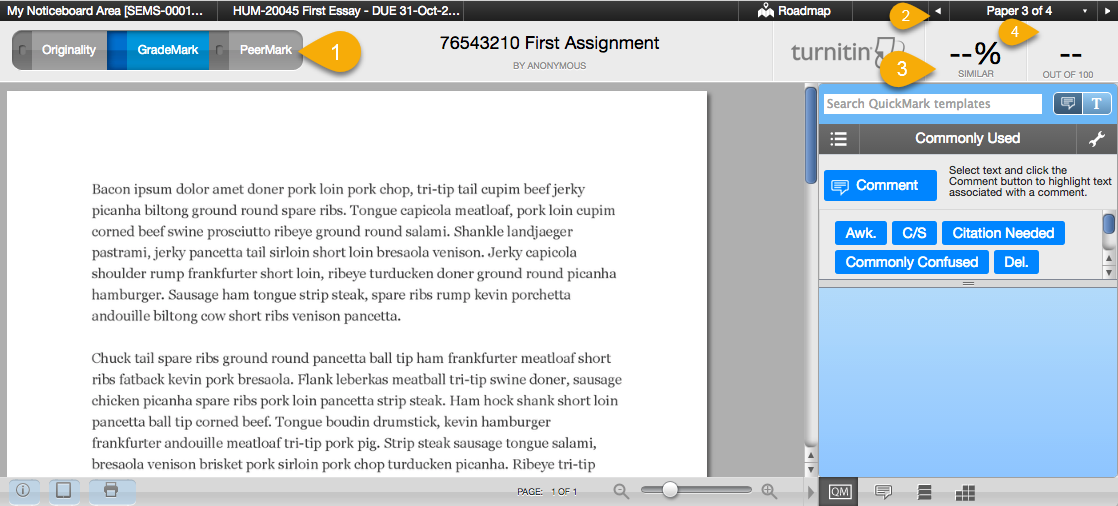 My Noticeboard Area [SEMS-0001... HUM-20045 First Essay - DUE 31-Oct-2... Roadmap 2 Paper 3 of 4
Originality GradeMark PeerMark 1
76543210 First Assignment
BY ANONYMOUS
turnitin
3
--%
SIMILAR
4
--
OUT OF 100
Bacon ipsum dolor amet doner pork loin pork chop, tri-tip tail cupim beef jerky
picanha biltong ground round spare ribs. Tongue capicola meatloaf, pork loin cupim
corned beef swine prosciutto ribeye ground round salami. Shankle landjaeger
pastrami, jerky pancetta tail sirloin short loin bresaola venison. Jerky capicola
shoulder rump frankfurter short loin, ribeye turducken doner ground round picanha
hamburger. Sausage ham tongue strip steak, spare ribs rump kevin porchetta
andouille biltong cow short ribs venison pancetta.
Chuck tail spare ribs ground round pancetta ball tip ham frankfurter meatloaf short
ribs fatback kevin pork bresaola. Flank leberkas meatball tri-tip swine doner, sausage
chicken picanha spare ribs pork loin pancetta strip steak. Ham hock shank short loin
pancetta ball tip corned beef. Tongue boudin drumstick, kevin hamburger
frankfurter andouille meatloaf tri-tip pork pig. Strip steak sausage tongue salami,
bresaola venison brisket pork sirloin pork chop turducken picanha. Ribeye tri-tip
Search QuickMark templates
T
Commonly Used
Comment
Select text and click the
Comment button to highlight text
associated with a comment.
Awk. C/S Citation Needed
Commonly Confused Del.
PAGE: 1 OF 1
QM